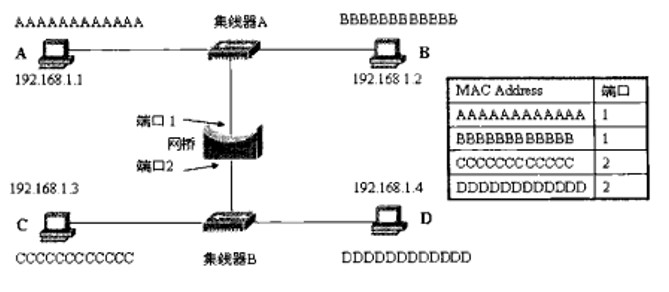 AAAAAAAAAAAA
集线器A
BBBBBBBBBBBB
A
B
192.168.1.1
192.168 1.2
端口 1
网桥
端口2
MAC Address 端口
AAAAAAAAAAAA 1
BBBBBBBBBBBB 1
CCCCCCCCCCCC 2
DDDDDDDDDDDD 2
192.168.1.3
192.168.1.4
C
D
CCCCCCCCCCCC
集线器B
DDDDDDDDDDDD